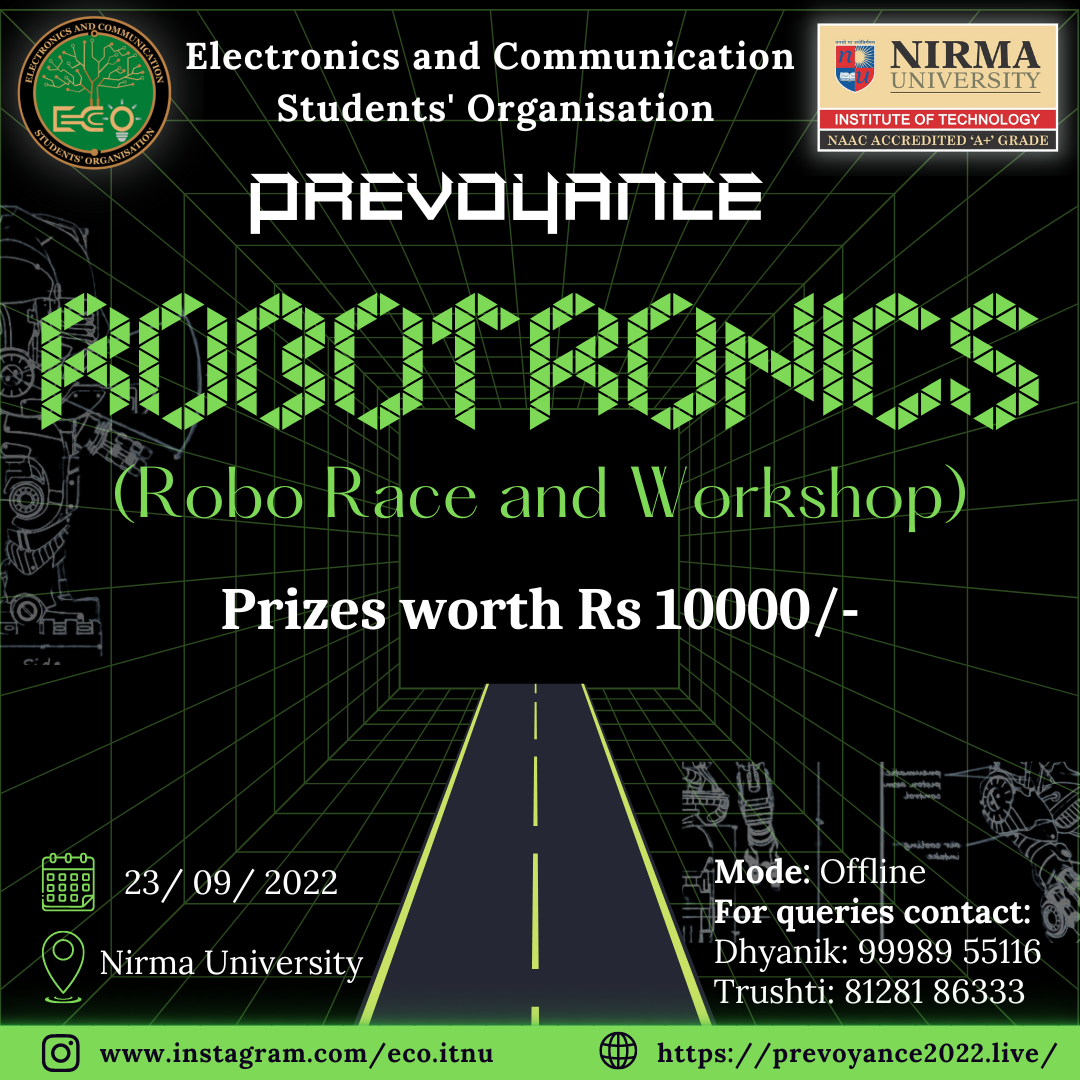 ELECTRONICS AND COMMUNICATION
ECO
STUDENTS' ORGANISATION
Electronics and Communication
Students' Organisation
NIRMA
UNIVERSITY
INSTITUTE OF TECHNOLOGY
NAAC ACCREDITED 'A+' GRADE
PREVOYANCE
ROBOTRONICS
(Robo Race and Workshop)
Prizes worth Rs 10000/-
Side
23/ 09/ 2022
Nirma University
Mode: Offline
For queries contact:
Dhyanik: 99989 55116
Trushti: 81281 86333
www.instagram.com/eco.itnu
https://prevoyance2022.live/